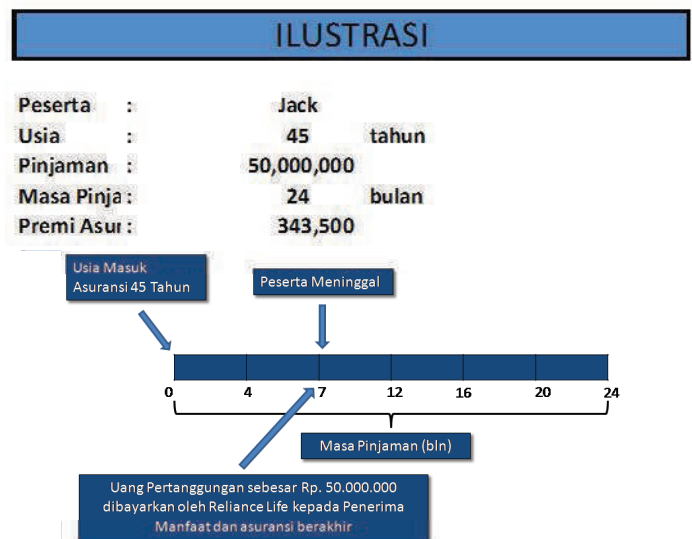 ILUSTRASI
Peserta : Jack
Usia : 45 tahun
Pinjaman : 50,000,000
Masa Pinja : 24 bulan
Premi Asur : 343,500
Usia Masuk
Asuransi 45 Tahun
Peserta Meninggal
0 4 7 12 16 20 24
Masa Pinjaman (bln)
Uang Pertanggungan sebesar Rp. 50.000.000
dibayarkan oleh Reliance Life kepada Penerima
Manfaat dan asuransi berakhir